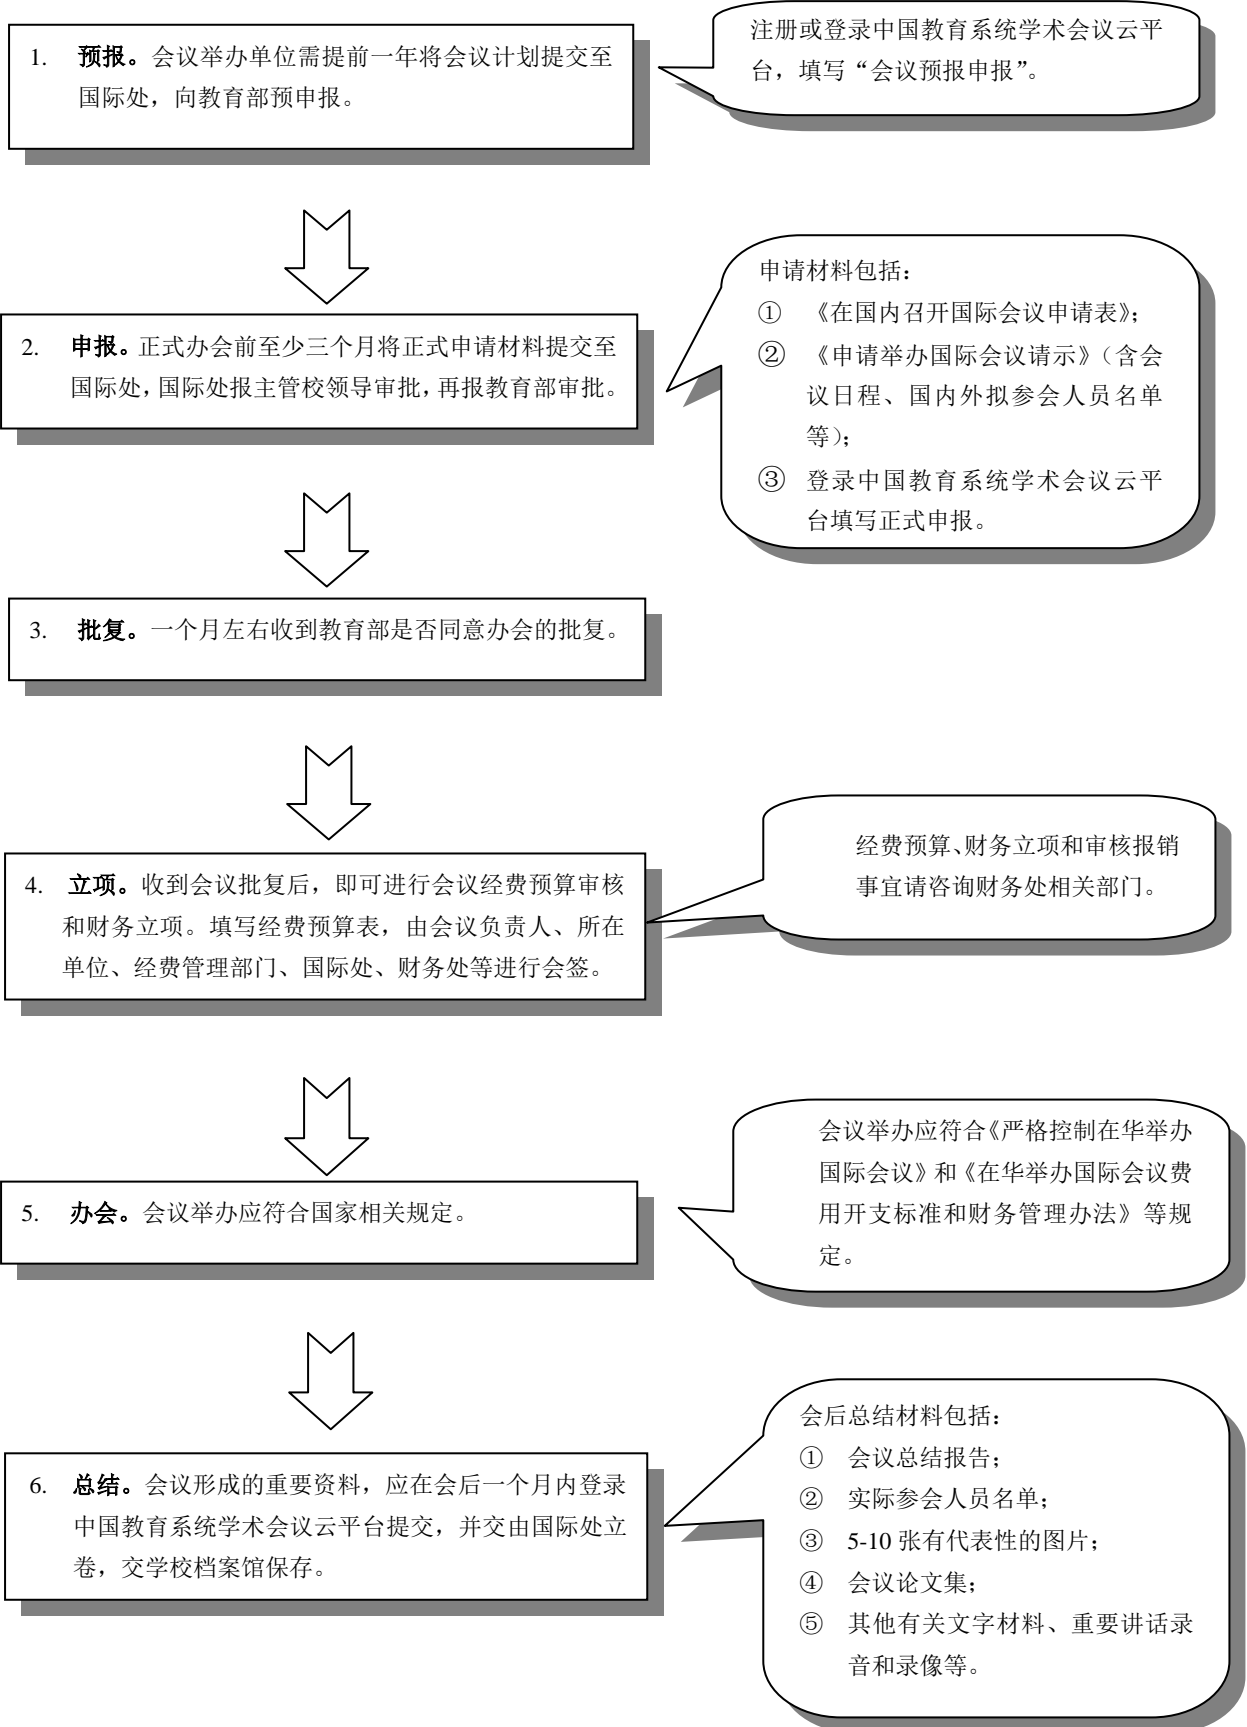 1. 预报。会议举办单位需提前一年将会议计划提交至
国际处，向教育部预申报。
注册或登录中国教育系统学术会议云平
台，填写“会议预报申报”。
2. 申报。正式办会前至少三个月将正式申请材料提交至
国际处，国际处报主管校领导审批，再报教育部审批。
申请材料包括：
① 《在国内召开国际会议申请表》；
② 《申请举办国际会议请示》（含会
议日程、国内外拟参会人员名单
等）；
③ 登录中国教育系统学术会议云平
台填写正式申报。
3. 批复。一个月左右收到教育部是否同意办会的批复。
4. 立项。收到会议批复后，即可进行会议经费预算审核
和财务立项。填写经费预算表，由会议负责人、所在
单位、经费管理部门、国际处、财务处等进行会签。
经费预算、财务立项和审核报销
事宜请咨询财务处相关部门。
5. 办会。会议举办应符合国家相关规定。
会议举办应符合《严格控制在华举办
国际会议》和《在华举办国际会议费
用开支标准和财务管理办法》等规
定。
6. 总结。会议形成的重要资料，应在会后一个月内登录
中国教育系统学术会议云平台提交，并交由国际处立
卷，交学校档案馆保存。
会后总结材料包括：
① 会议总结报告；
② 实际参会人员名单；
③ 5-10 张有代表性的图片；
④ 会议论文集；
⑤ 其他有关文字材料、重要讲话录
音和录像等。